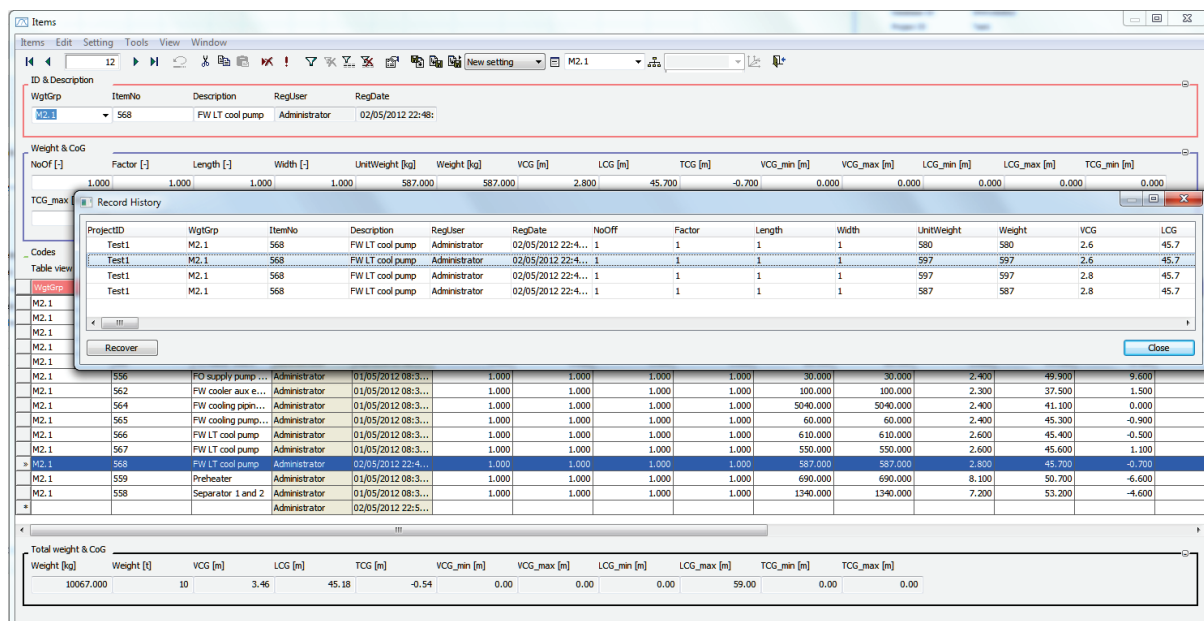 Items
Items Edit Setting Tools View Window
12 New setting M2.1
ID & Description
WgtGrp ItemNo Description RegUser RegDate
M2.1 568 FW LT cool pump Administrator 02/05/2012 22:48:
Weight & CoG
NoOf [-] Factor [-] Length [-] Width [-] UnitWeight [kg] Weight [kg] VCG [m] LCG [m] TCG [m] VCG_min [m] VCG_max [m] LCG_min [m] LCG_max [m] TCG_min [m]
1.000 1.000 1.000 1.000 587.000 587.000 2.800 45.700 -0.700 0.000 0.000 0.000 0.000 0.000
TCG_max
Record History
ProjectID WgtGrp ItemNo Description RegUser RegDate NoOff Factor Length Width UnitWeight Weight VCG LCG
Test1 M2.1 568 FW LT cool pump Administrator 02/05/2012 22:4... 1 1 1 1 580 580 2.6 45.7
Test1 M2.1 568 FW LT cool pump Administrator 02/05/2012 22:4... 1 1 1 1 597 597 2.6 45.7
Test1 M2.1 568 FW LT cool pump Administrator 02/05/2012 22:4... 1 1 1 1 597 597 2.8 45.7
Test1 M2.1 568 FW LT cool pump Administrator 02/05/2012 22:4... 1 1 1 1 587 587 2.8 45.7
Recover Close
Codes
Table view
WgtGrp
M2.1
M2.1
M2.1
M2.1
M2.1
M2.1 556 FO supply pump ... Administrator 01/05/2012 08:3... 1.000 1.000 1.000 1.000 30.000 30.000 2.400 49.900 9.600
M2.1 562 FW cooler aux e... Administrator 01/05/2012 08:3... 1.000 1.000 1.000 1.000 100.000 100.000 2.300 37.500 1.500
M2.1 564 FW cooling pipin... Administrator 01/05/2012 08:3... 1.000 1.000 1.000 1.000 5040.000 5040.000 2.400 41.100 0.000
M2.1 565 FW cooling pump... Administrator 01/05/2012 08:3... 1.000 1.000 1.000 1.000 60.000 60.000 2.400 45.300 -0.900
M2.1 566 FW LT cool pump Administrator 01/05/2012 08:3... 1.000 1.000 1.000 1.000 610.000 610.000 2.600 45.400 -0.500
M2.1 567 FW LT cool pump Administrator 01/05/2012 08:3... 1.000 1.000 1.000 1.000 550.000 550.000 2.600 45.600 1.100
» M2.1 568 FW LT cool pump Administrator 02/05/2012 22:4... 1.000 1.000 1.000 1.000 587.000 587.000 2.800 45.700 -0.700
M2.1 559 Preheater Administrator 01/05/2012 08:3... 1.000 1.000 1.000 1.000 690.000 690.000 8.100 50.700 -6.600
M2.1 558 Separator 1 and 2 Administrator 01/05/2012 08:3... 1.000 1.000 1.000 1.000 1340.000 1340.000 7.200 53.200 -4.600
* Administrator 02/05/2012 22:5...
Total weight & CoG
Weight [kg] Weight [t] VCG [m] LCG [m] TCG [m] VCG_min [m] VCG_max [m] LCG_min [m] LCG_max [m] TCG_min [m] TCG_max [m]
10067.000 10 3.46 45.18 -0.54 0.00 0.00 0.00 59.00 0.00 0.00